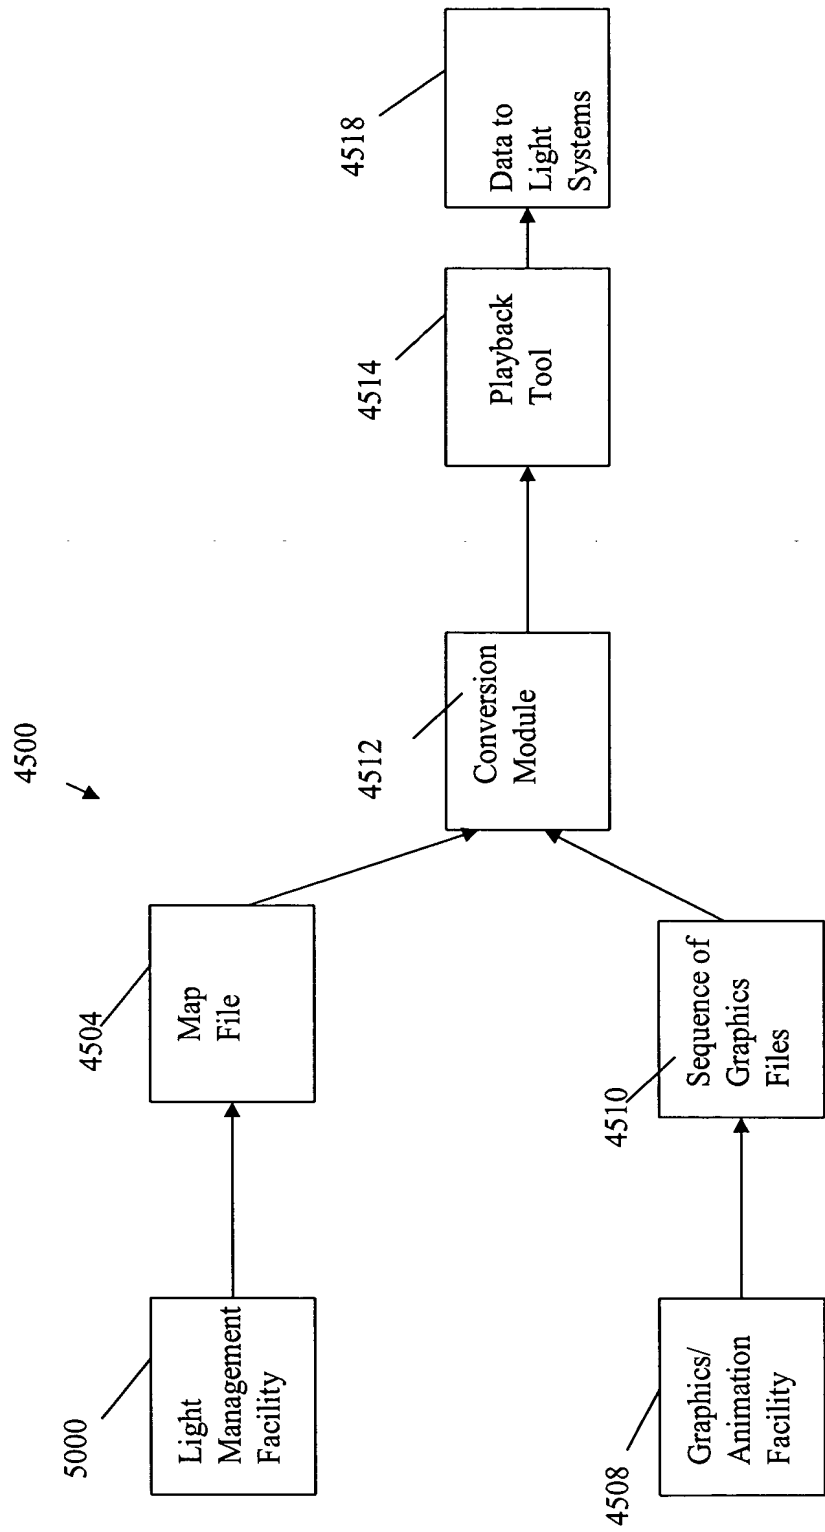 4500
5000
Light
Management
Facility
4504
Map
File
4508
Graphics/
Animation
Facility
4510
Sequence of
Graphics
Files
4512
Conversion
Module
4514
Playback
Tool
4518
Data to
Light
Systems